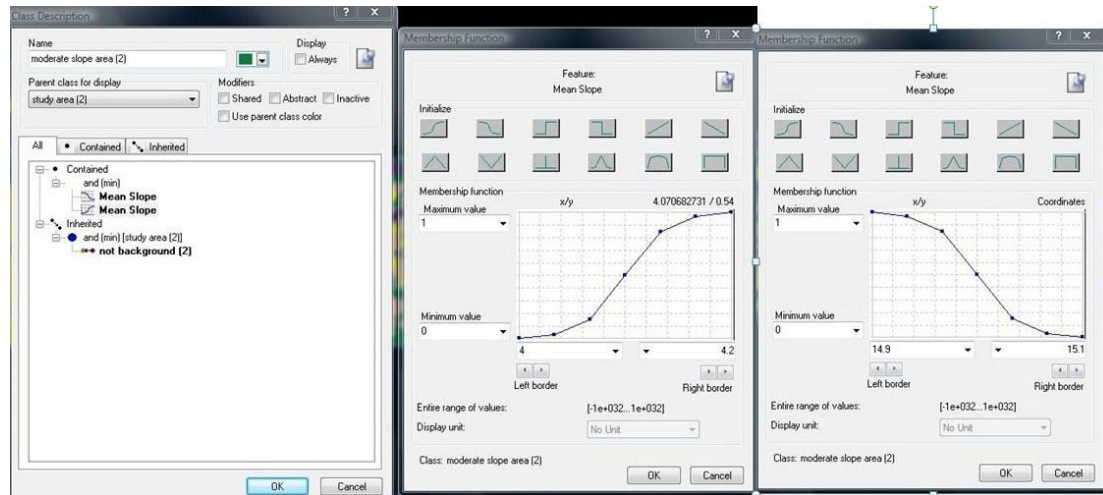 Class Description
? x
Name
moderate slope area (2)
Display
Always
Parent class for display
study area (2)
Modifiers
Shared Abstract Inactive
Use parent class color
All Contained Inherited
Contained
and (min)
Mean Slope
Mean Slope
Inherited
and (min) [study area (2)]
not background (2)
OK Cancel
Membership Function
? x
Feature:
Mean Slope
Initialize
Membership function
Maximum value
x/y
4.070682731 / 0.54
1
Minimum value
0
4
4.2
Left border
Right border
Entire range of values:
[-1e+032...1e+032]
Display unit:
No Unit
Class: moderate slope area (2)
OK Cancel
Membership Function
? x
Feature:
Mean Slope
Initialize
Membership function
Maximum value
x/y
Coordinates
1
Minimum value
0
14.9
15.1
Left border
Right border
Entire range of values:
[-1e+032...1e+032]
Display unit:
No Unit
Class: moderate slope area (2)
OK Cancel